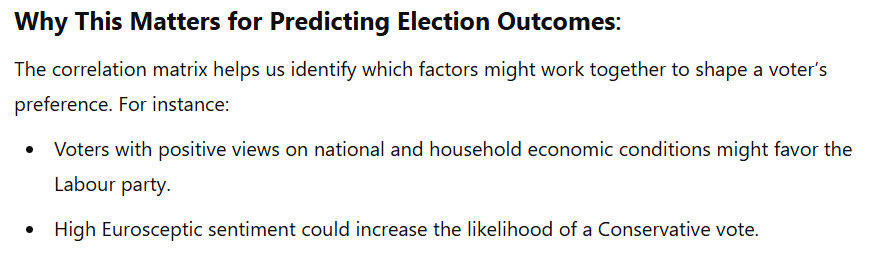 Why This Matters for Predicting Election Outcomes:
The correlation matrix helps us identify which factors might work together to shape a voter’s
preference. For instance:
• Voters with positive views on national and household economic conditions might favor the
Labour party.
• High Eurosceptic sentiment could increase the likelihood of a Conservative vote.